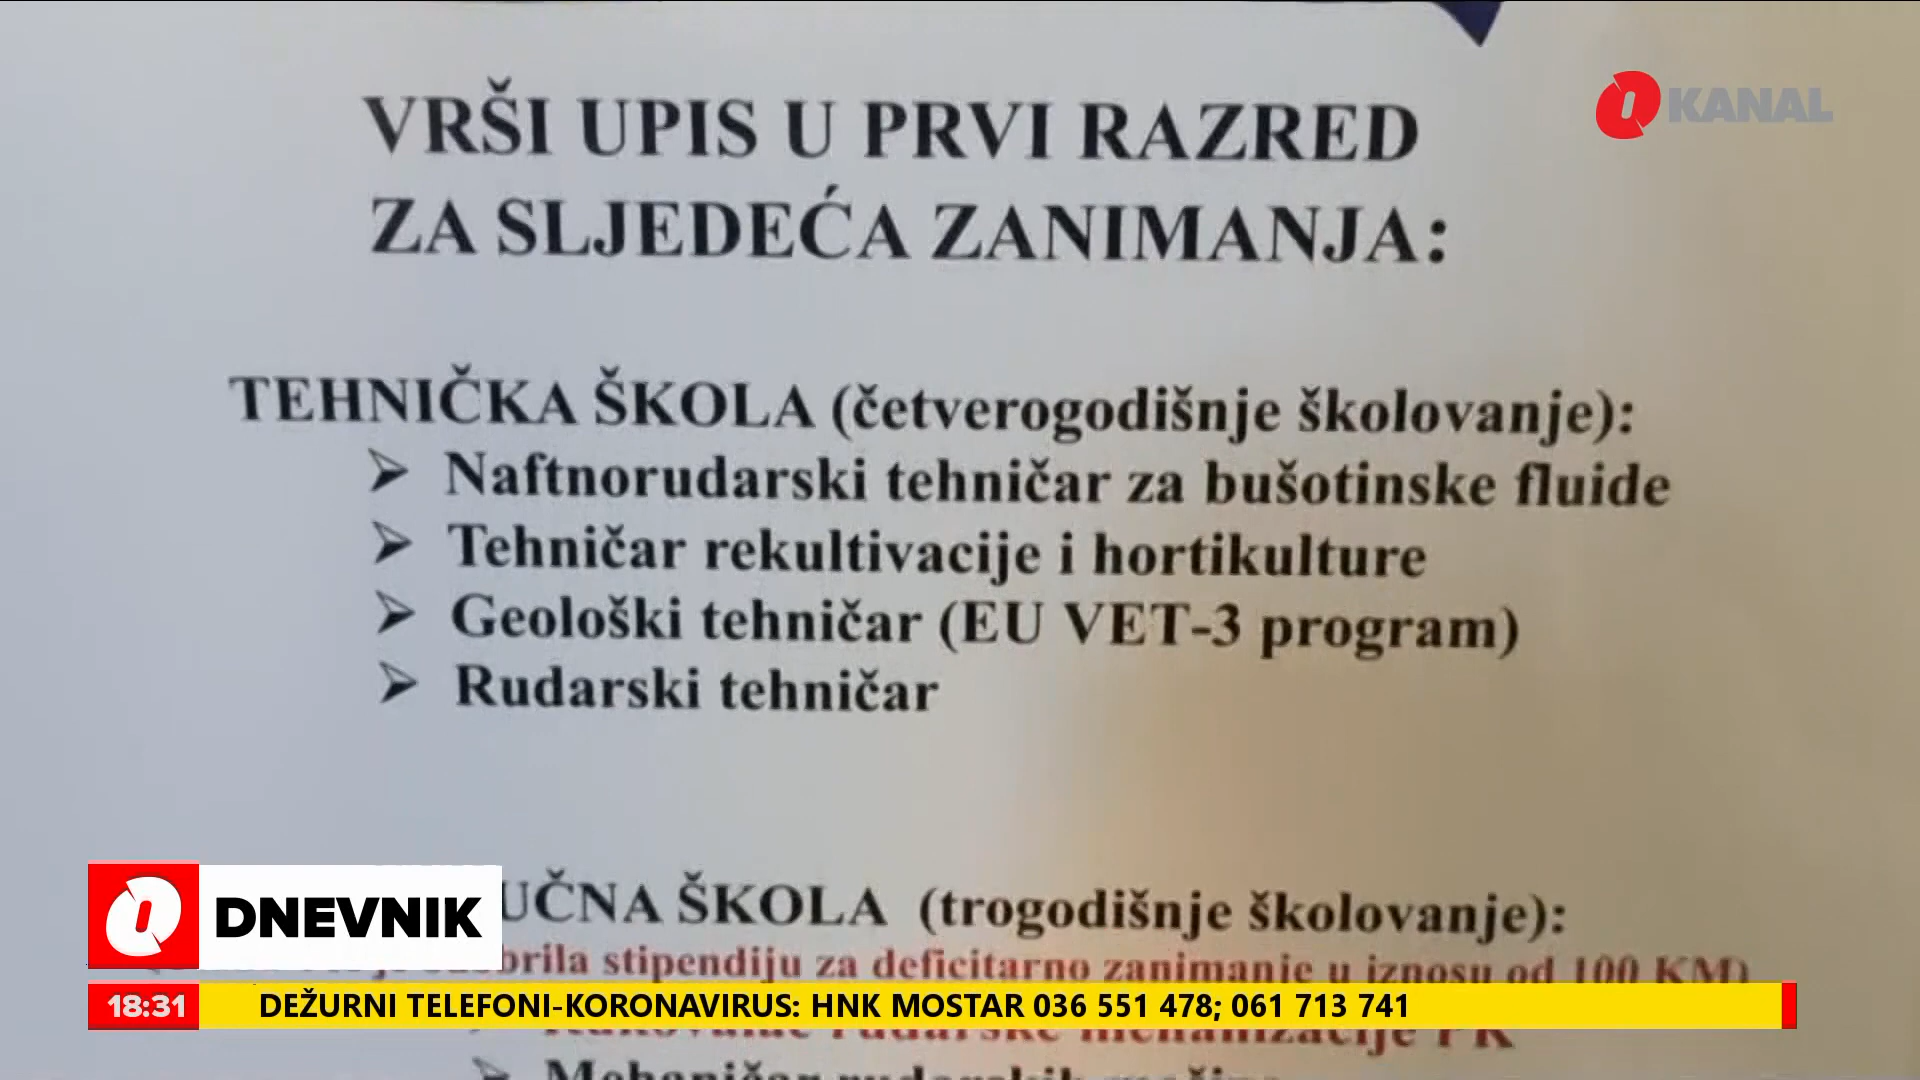 KANAL
VRŠI UPIS U PRVI RAZRED
ZA SLJEDEĆA ZANIMANJA:
TEHNIČKA ŠKOLA (četverogodišnje školovanje):
Naftnorudarski tehničar za bušotinske fluide
Tehničar rekultivacije i hortikulture
Geološki tehničar (EU VET-3 program)
Rudarski tehničar
UČNA ŠKOLA (trogodišnje školovanje):
DNEVNIK
stipendiju za deficitarno zanimanje u iznosu od 100 KM)
18:31 DEŽURNI TELEFONI-KORONAVIRUS: HNK MOSTAR 036 551 478; 061 713 741